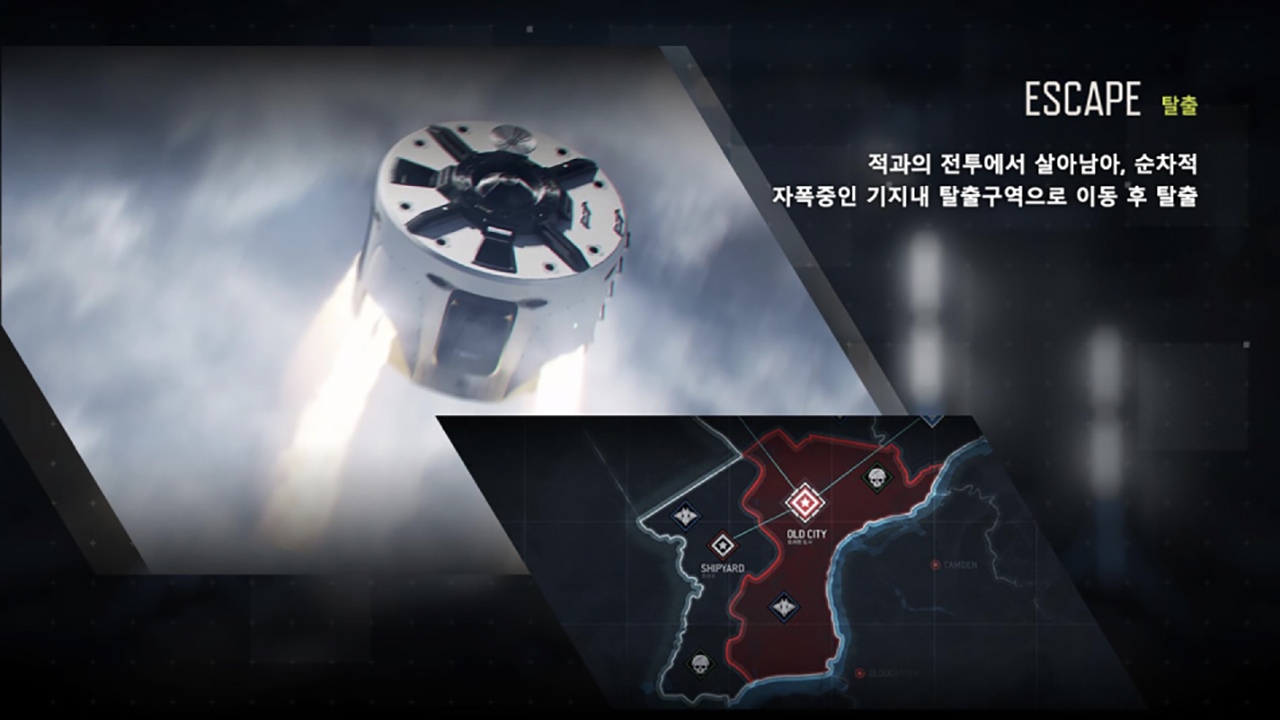 ESCAPE 탈출
적과의 전투에서 살아남아, 순차적
자폭중인 기지내 탈출구역으로 이동 후 탈출
OLD CITY
SHIPYARD
CAMDEN